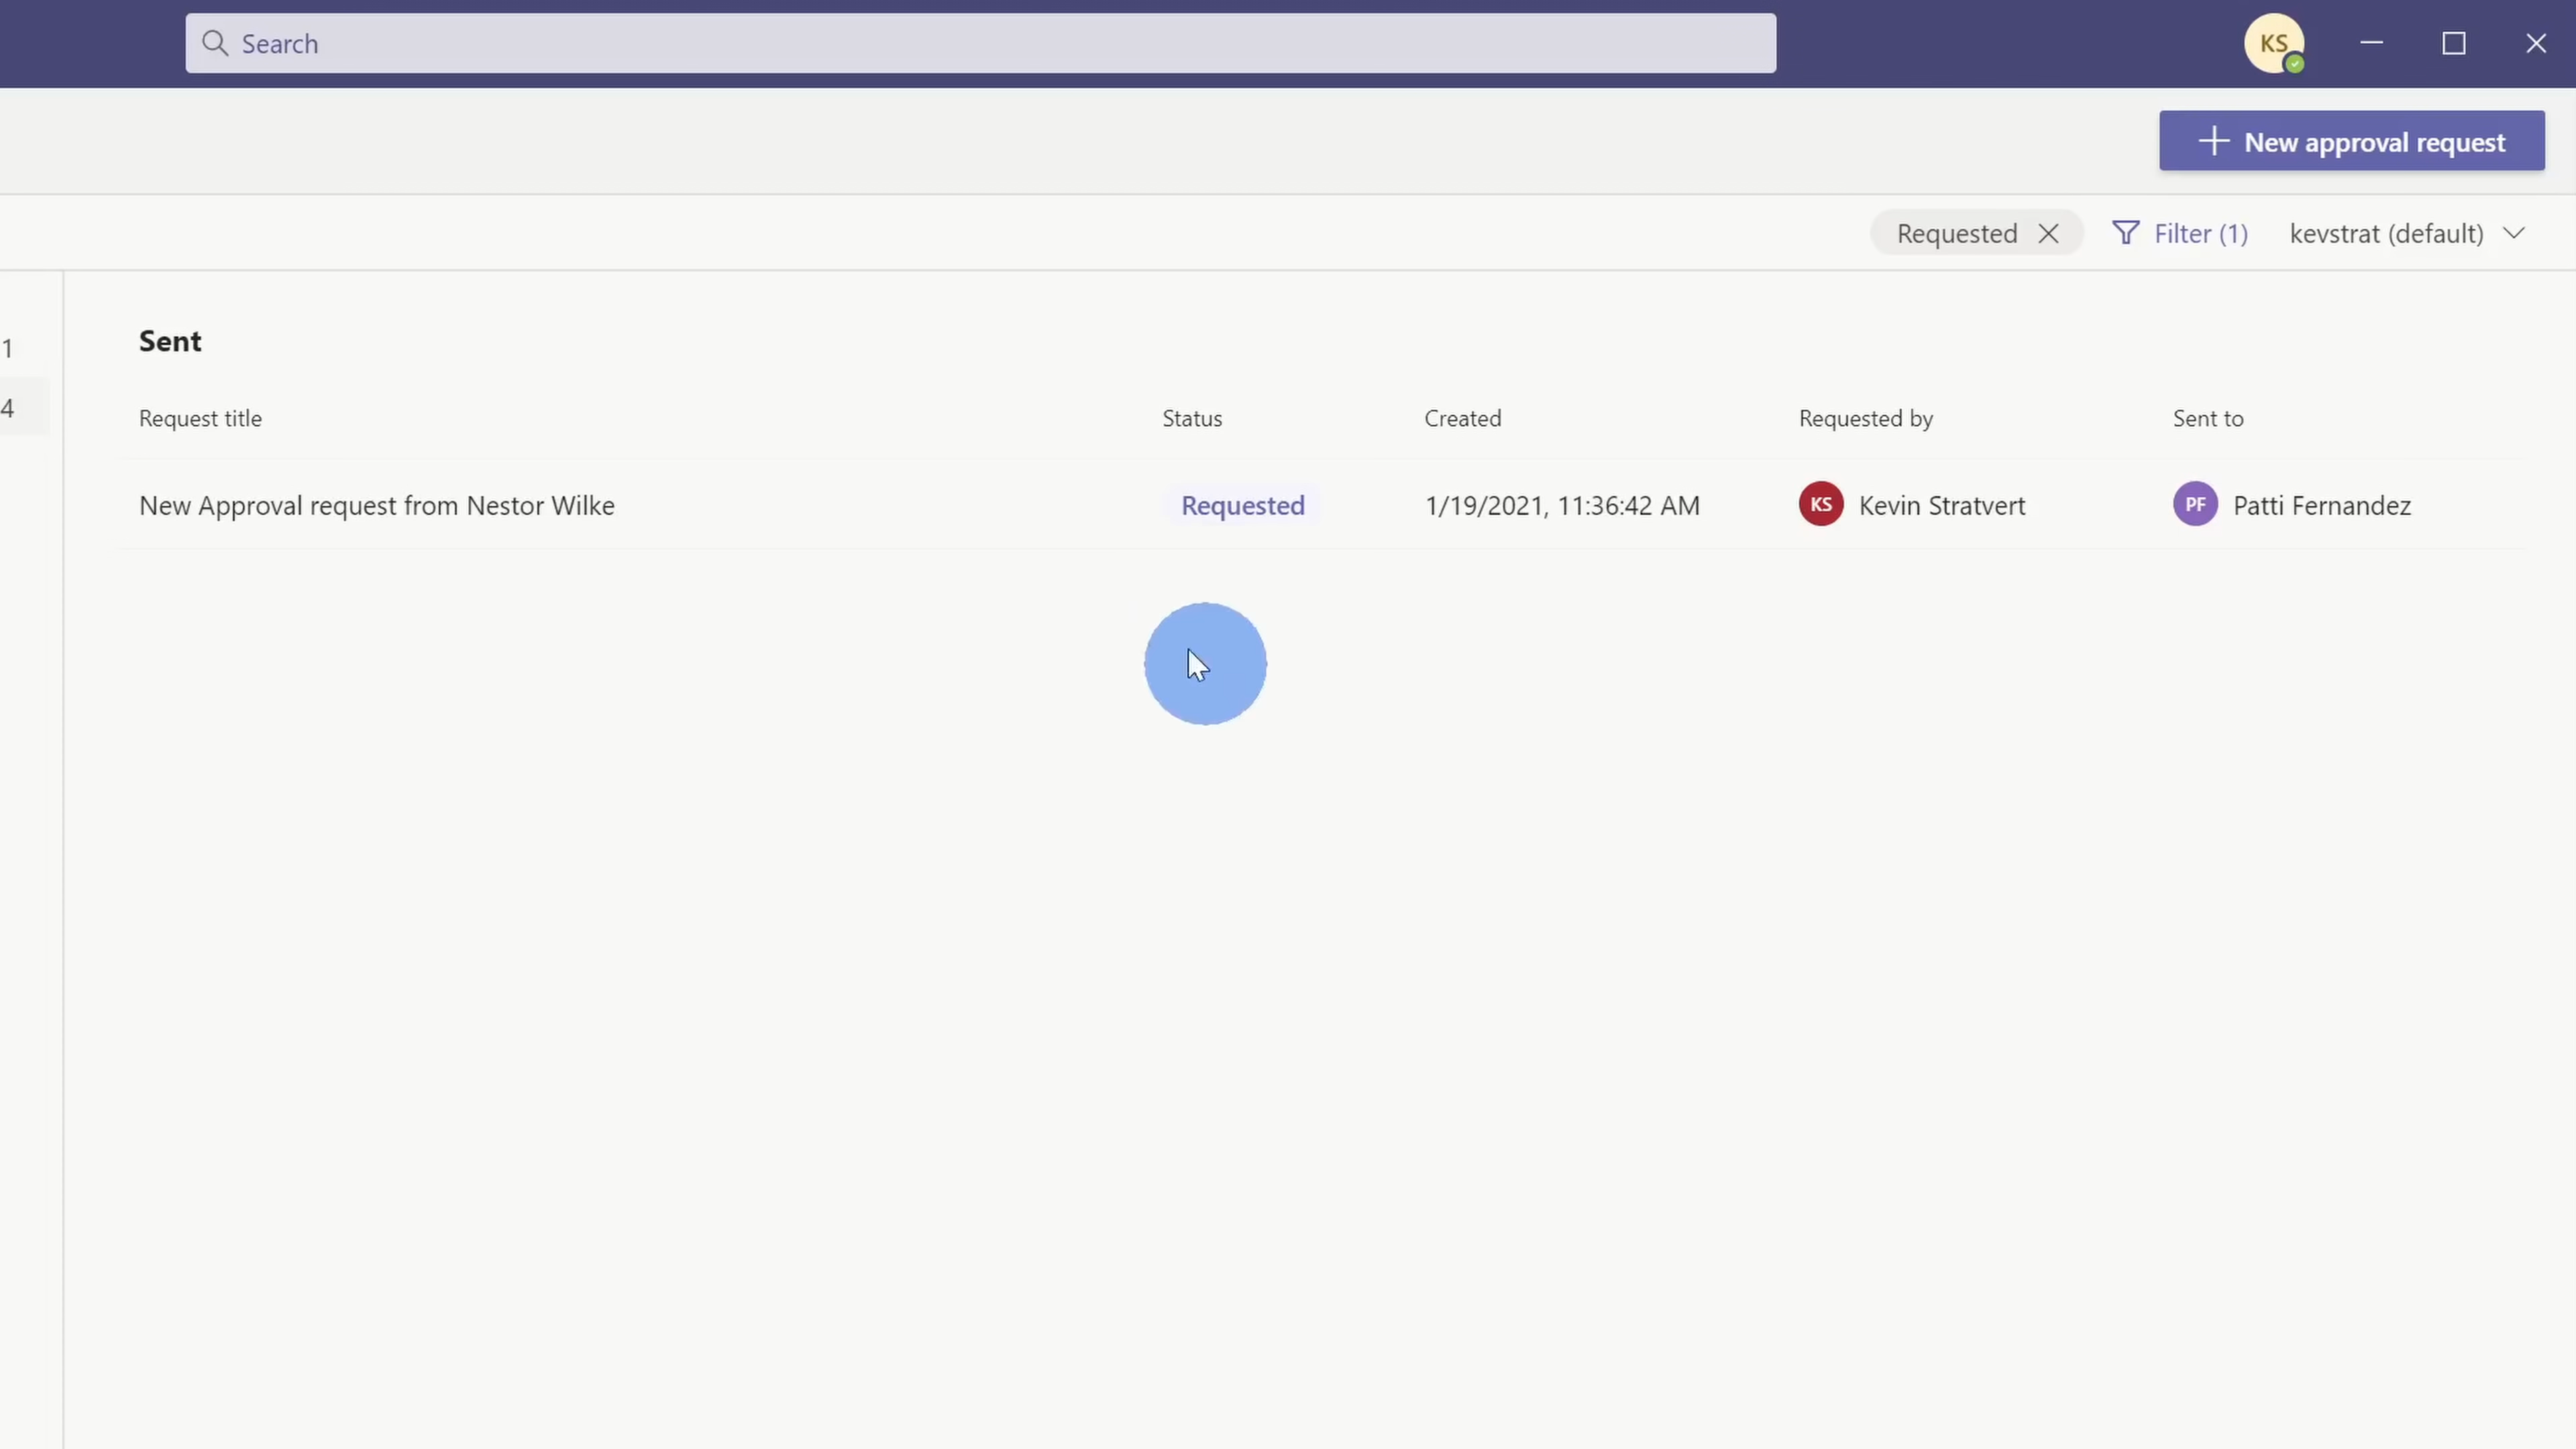 Search
KS
New approval request
Requested
Filter (1)
kevstrat (default)
1
4
Sent
Request title Status Created Requested by Sent to
New Approval request from Nestor Wilke Requested 1/19/2021, 11:36:42 AM KS Kevin Stratvert PF Patti Fernandez